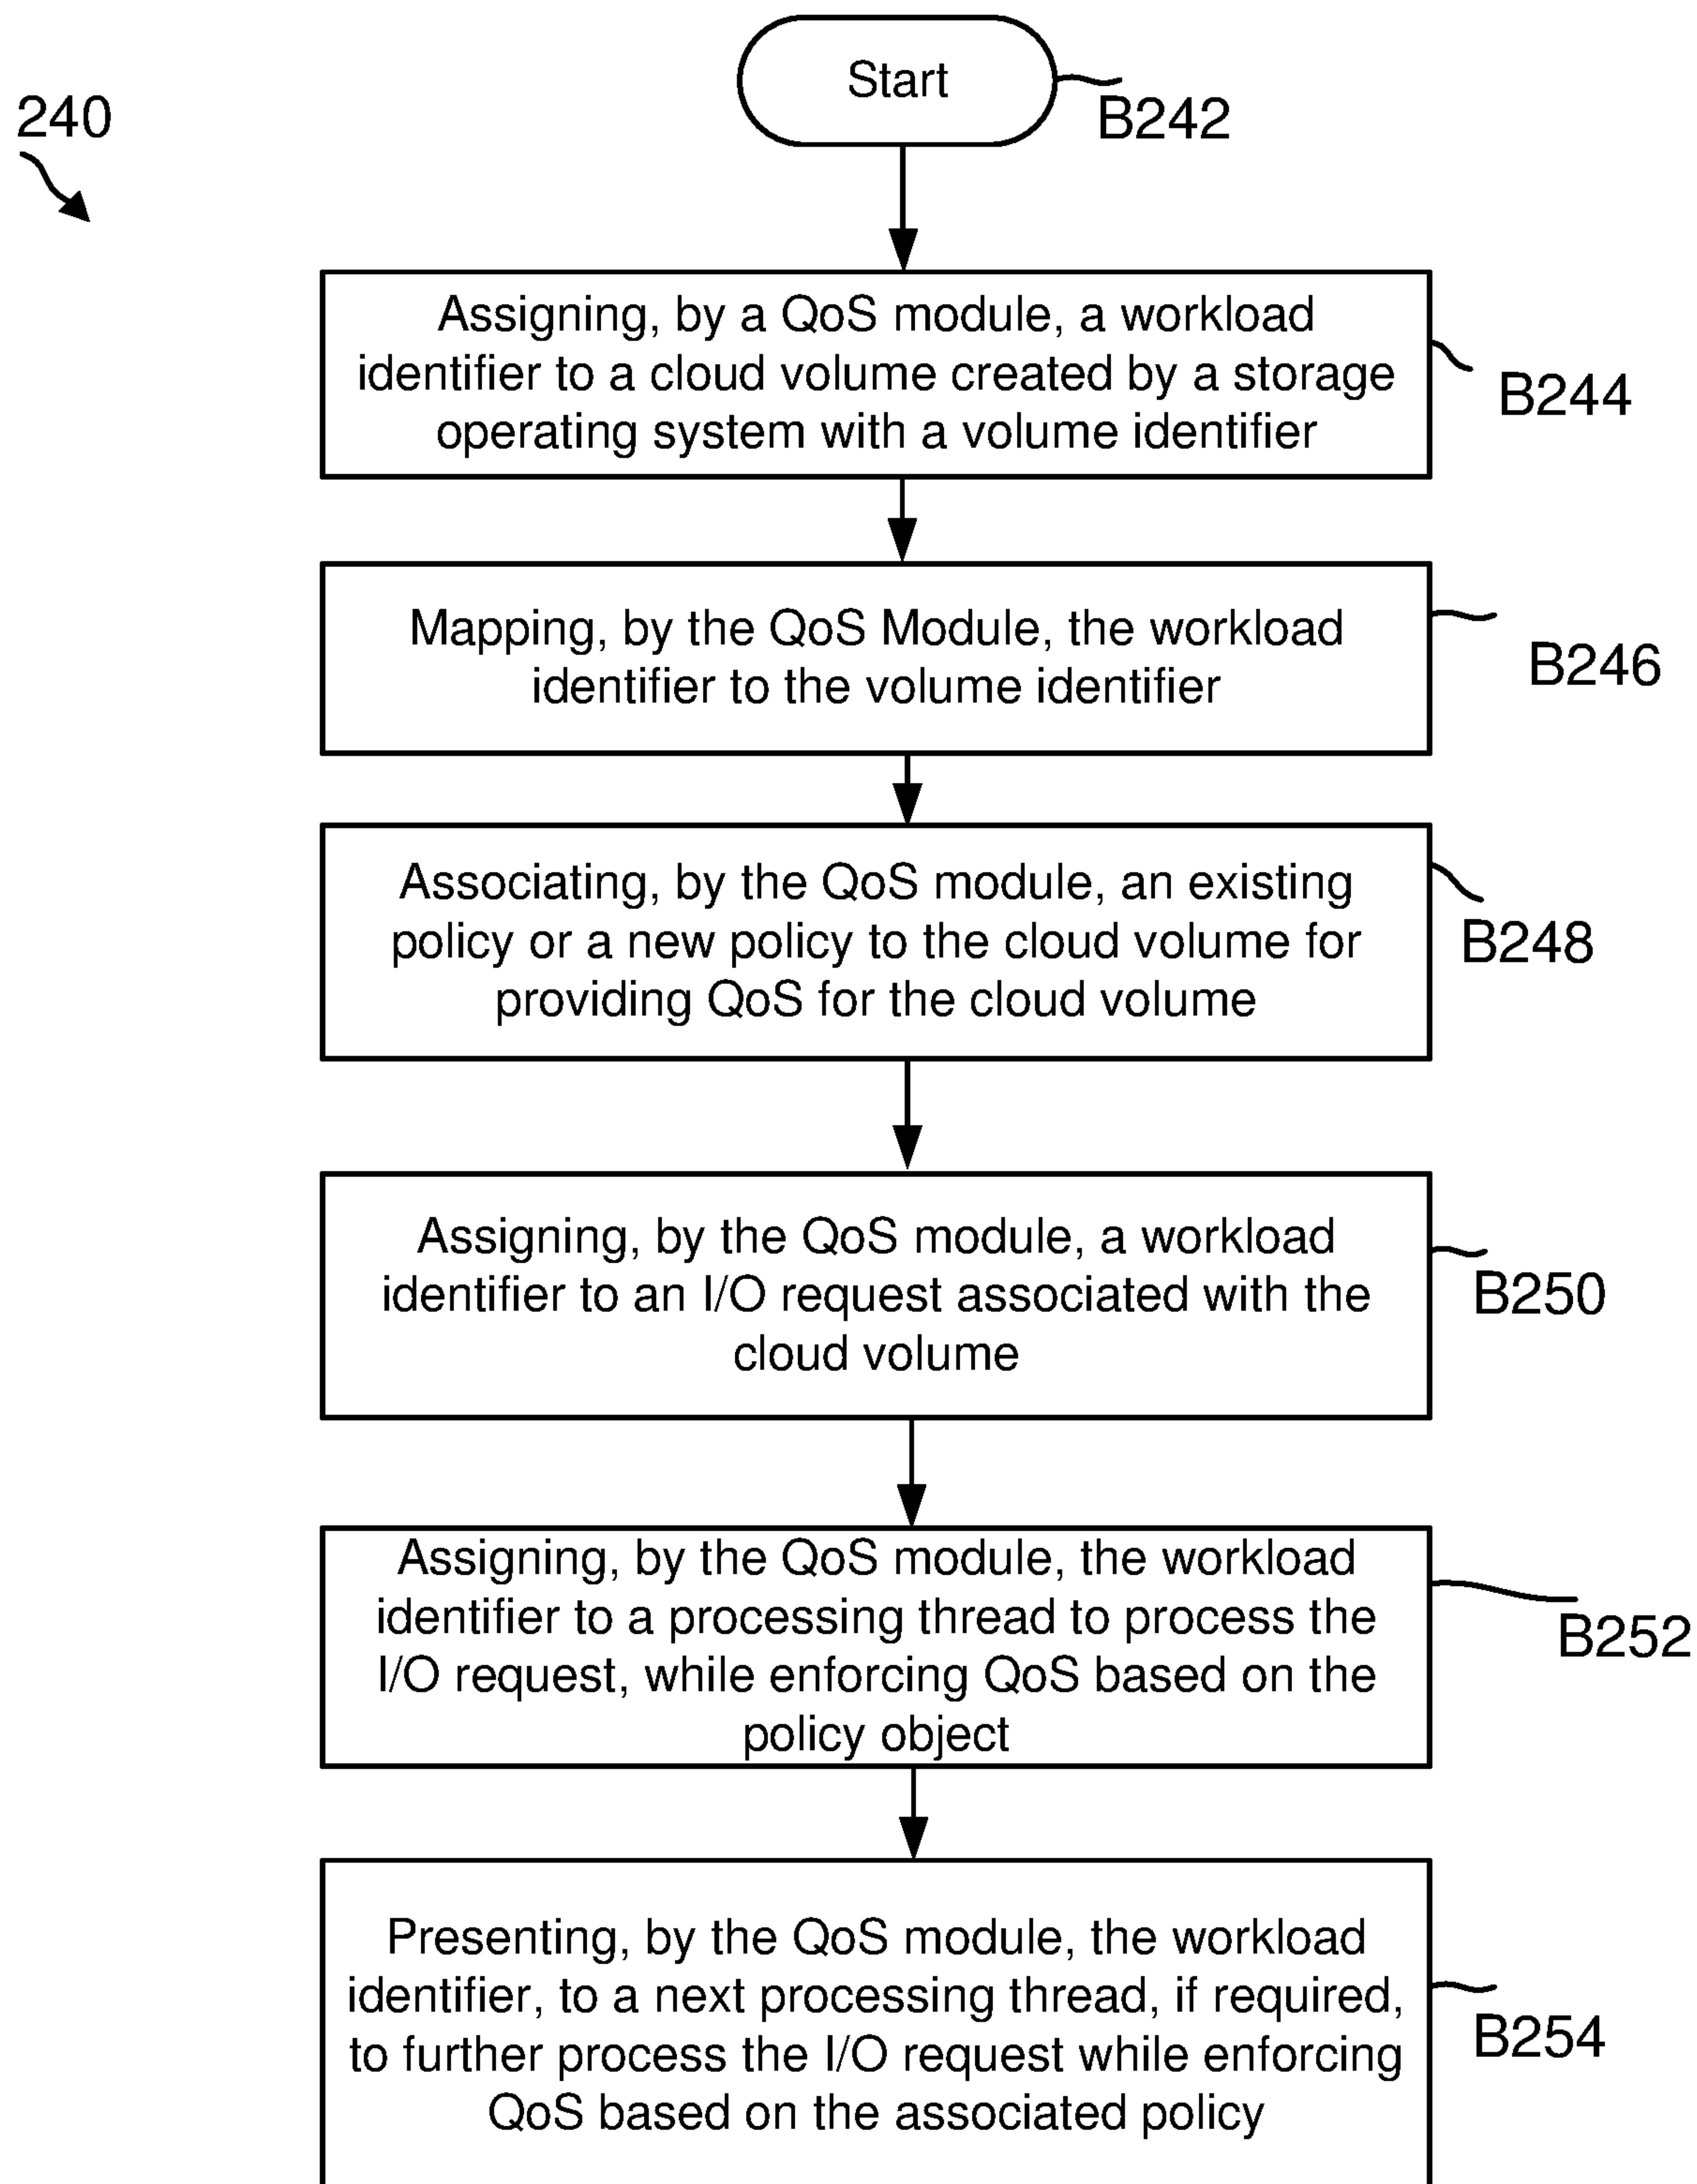 Start
B242
240
Assigning, by a QoS module, a workload
identifier to a cloud volume created by a storage
operating system with a volume identifier
B244
Mapping, by the QoS Module, the workload
identifier to the volume identifier
B246
Associating, by the QoS module, an existing
policy or a new policy to the cloud volume for
providing QoS for the cloud volume
B248
Assigning, by the QoS module, a workload
identifier to an I/O request associated with the
cloud volume
B250
Assigning, by the QoS module, the workload
identifier to a processing thread to process the
I/O request, while enforcing QoS based on the
policy object
B252
Presenting, by the QoS module, the workload
identifier, to a next processing thread, if required,
to further process the I/O request while enforcing
QoS based on the associated policy
B254